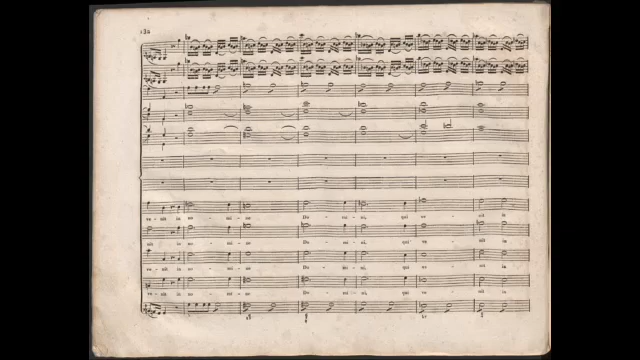 132
ve - nit in no - mi - ne Do - mi - ni, qui ve - nit in
nit in no - mi - ne Do - mi - ni, qui ve - nit in
ve - nit in no - mi - ne Do - mi - ni, qui ve - nit in
ve - nit in no - mi - ne Do - mi - ni, qui ve - nit in